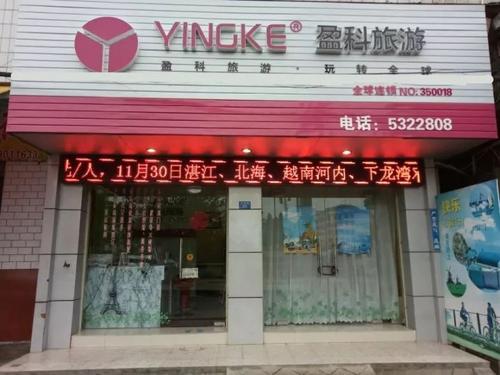 YINGKE® 盈科旅游
盈科旅游·玩转全球
全球连锁 NO:350018
电话：5322808
人，11月30日湛江、北海、越南河内、下龙湾
快乐